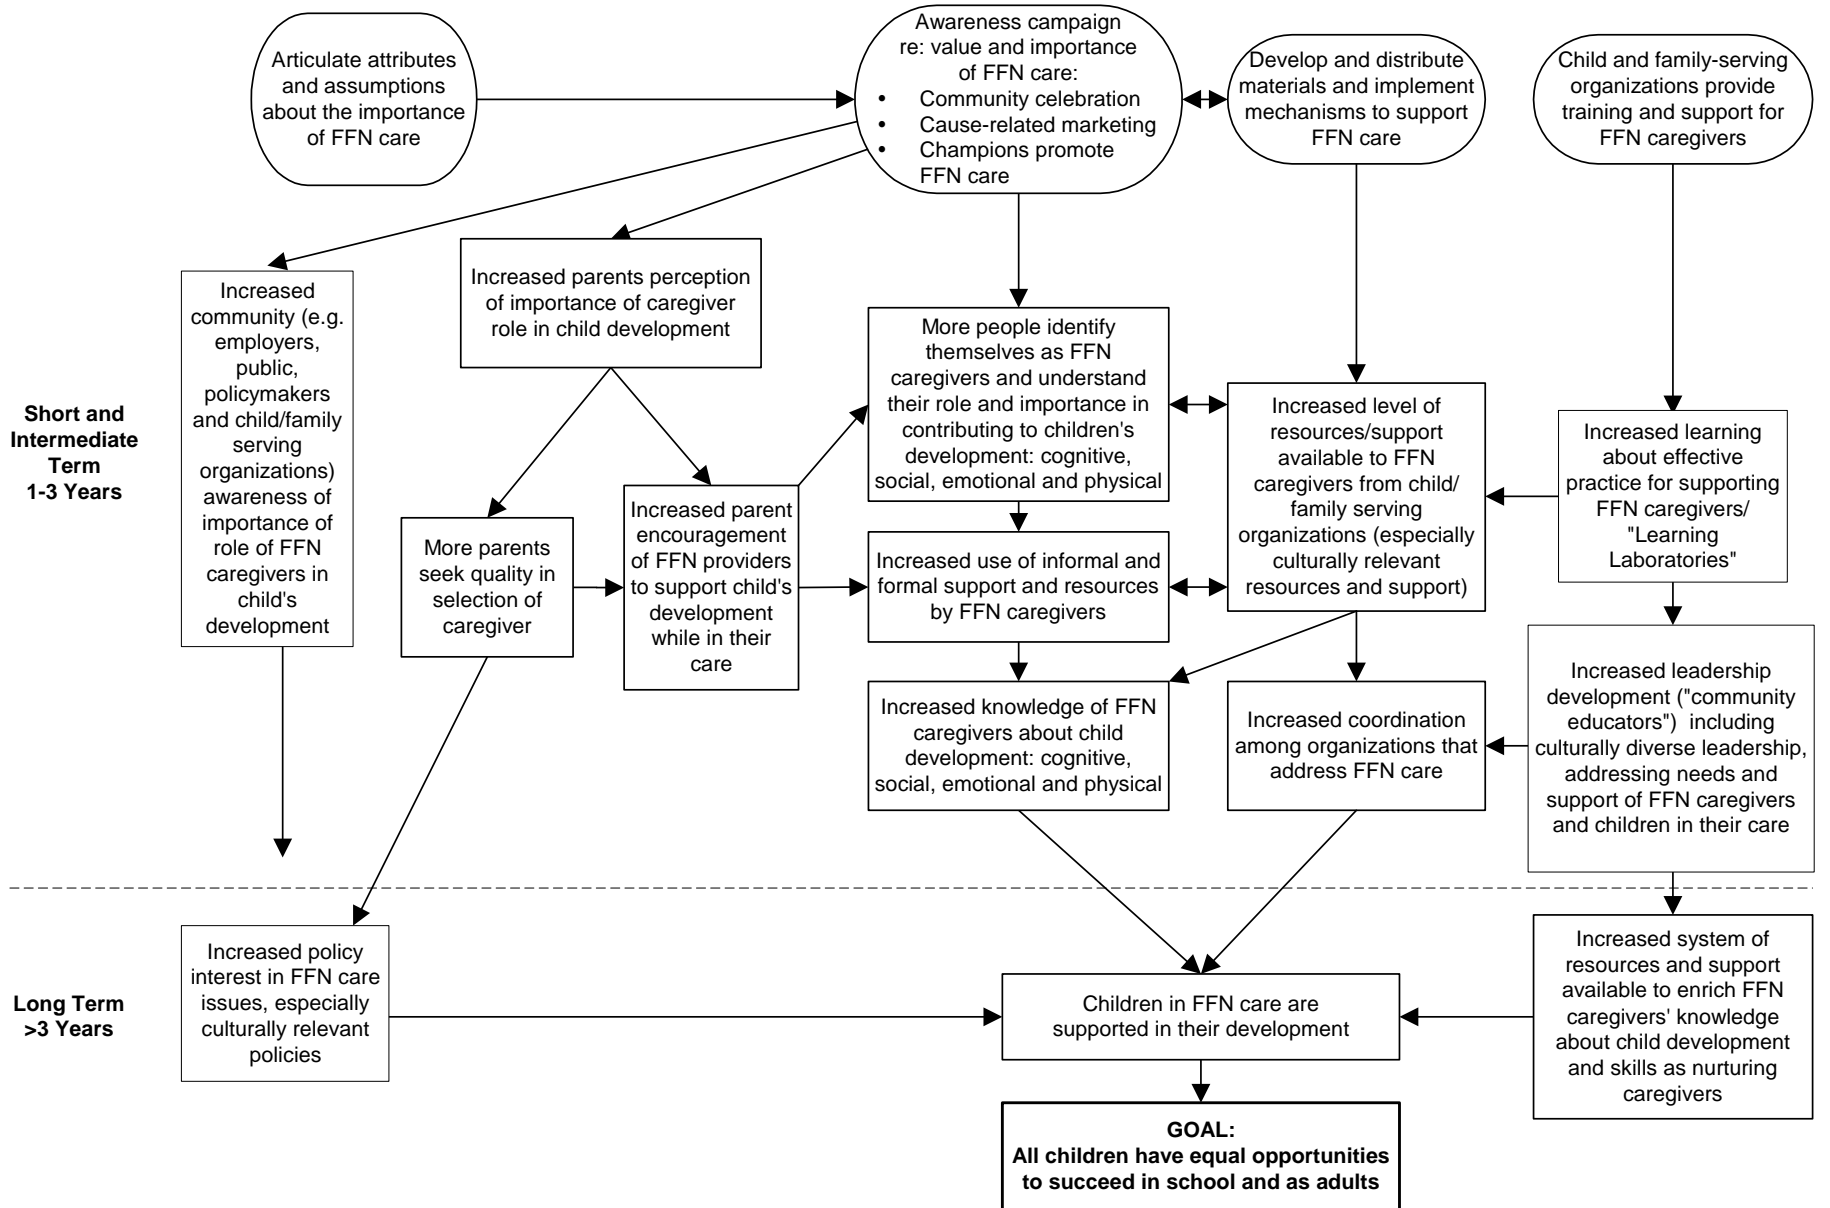 Articulate attributes
and assumptions
about the importance
of FFN care
Awareness campaign
re: value and importance
of FFN care:
• Community celebration
• Cause-related marketing
• Champions promote
FFN care
Develop and distribute
materials and implement
mechanisms to support
FFN care
Child and family-serving
organizations provide
training and support for
FFN caregivers
Short and
Intermediate
Term
1-3 Years
Increased
community (e.g.
employers,
public,
policymakers
and child/family
serving
organizations)
awareness of
importance of
role of FFN
caregivers in
child's
development
Increased parents perception
of importance of caregiver
role in child development
More parents
seek quality in
selection of
caregiver
Increased parent
encouragement
of FFN providers
to support child's
development
while in their
care
More people identify
themselves as FFN
caregivers and understand
their role and importance in
contributing to children's
development: cognitive,
social, emotional and physical
Increased use of informal and
formal support and resources
by FFN caregivers
Increased knowledge of FFN
caregivers about child
development: cognitive,
social, emotional and physical
Increased level of
resources/support
available to FFN
caregivers from child/
family serving
organizations (especially
culturally relevant
resources and support)
Increased coordination
among organizations that
address FFN care
Increased learning
about effective
practice for supporting
FFN caregivers/
"Learning
Laboratories"
Increased leadership
development ("community
educators") including
culturally diverse leadership,
addressing needs and
support of FFN caregivers
and children in their care
Long Term
>3 Years
Increased policy
interest in FFN care
issues, especially
culturally relevant
policies
Children in FFN care are
supported in their development
Increased system of
resources and support
available to enrich FFN
caregivers' knowledge
about child development
and skills as nurturing
caregivers
GOAL:
All children have equal opportunities
to succeed in school and as adults